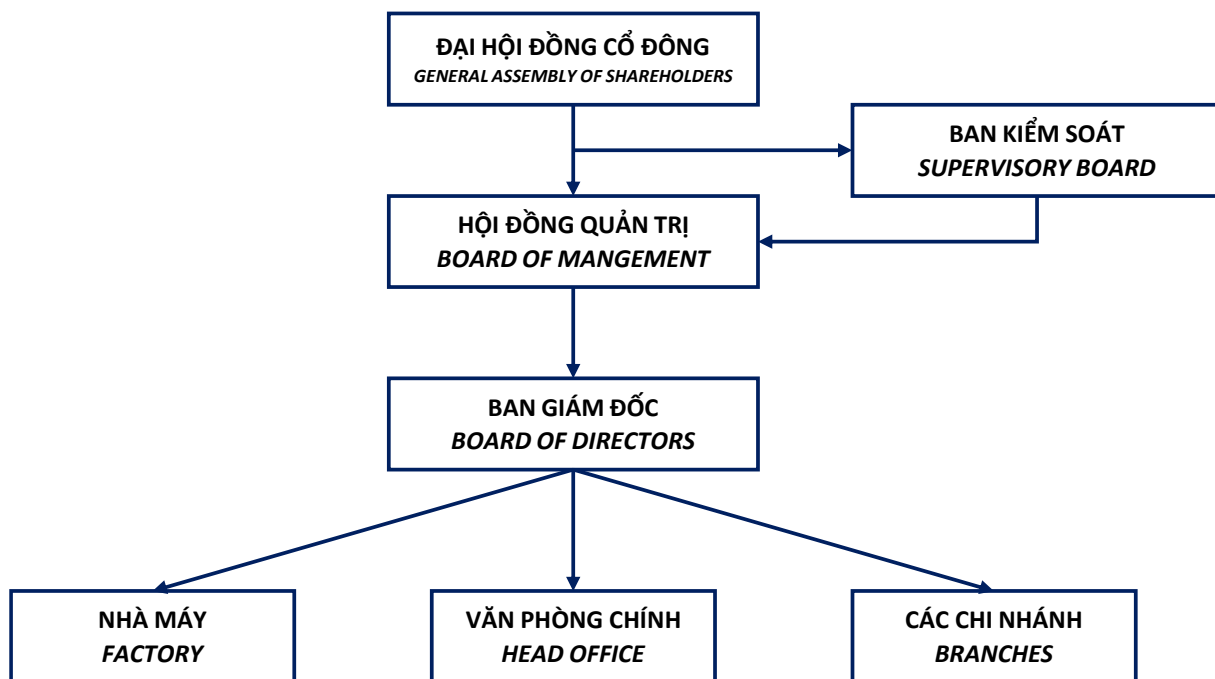 ĐẠI HỘI ĐỒNG CỔ ĐÔNG
GENERAL ASSEMBLY OF SHAREHOLDERS
BAN KIỂM SOÁT
SUPERVISORY BOARD
HỘI ĐỒNG QUẢN TRỊ
BOARD OF MANGEMENT
BAN GIÁM ĐỐC
BOARD OF DIRECTORS
NHÀ MÁY
FACTORY
VĂN PHÒNG CHÍNH
HEAD OFFICE
CÁC CHI NHÁNH
BRANCHES